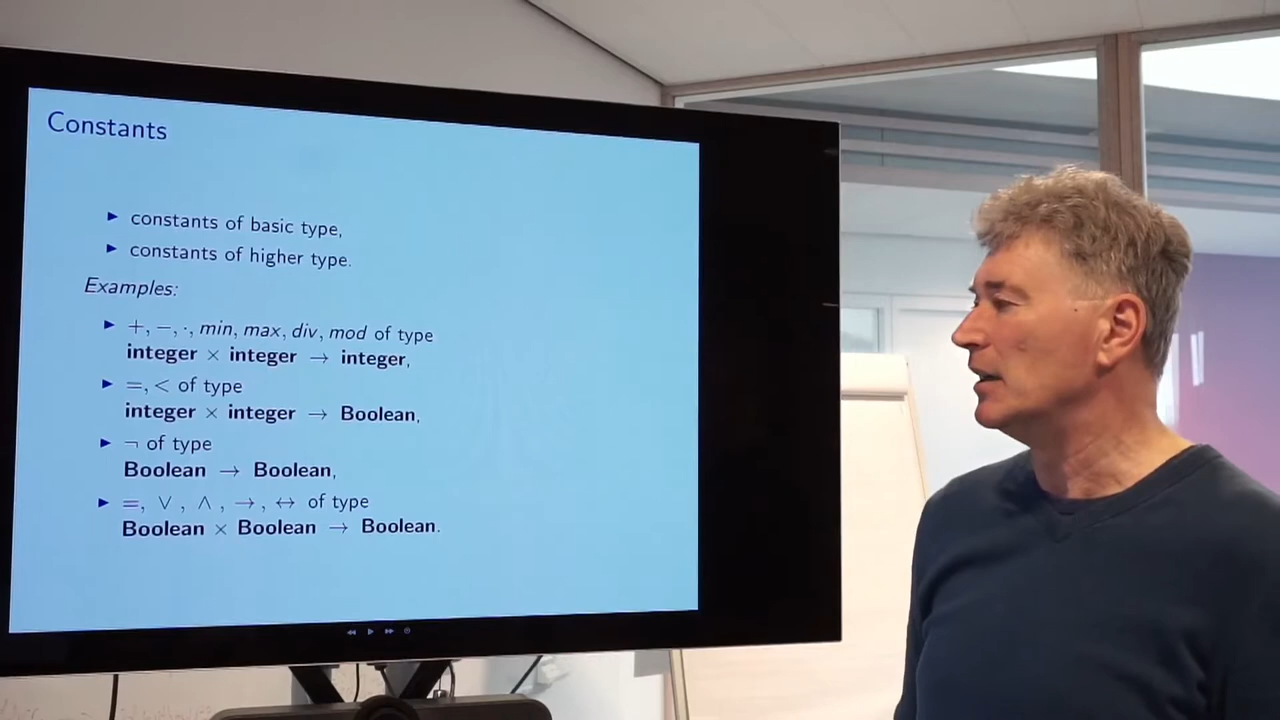 Constants
▶ constants of basic type,
▶ constants of higher type.
Examples:
▶ +, −, ·, min, max, div, mod of type
integer × integer → integer,
▶ =, < of type
integer × integer → Boolean,
▶ ¬ of type
Boolean → Boolean,
▶ =, ∨ , ∧ , → , ↔ of type
Boolean × Boolean → Boolean.